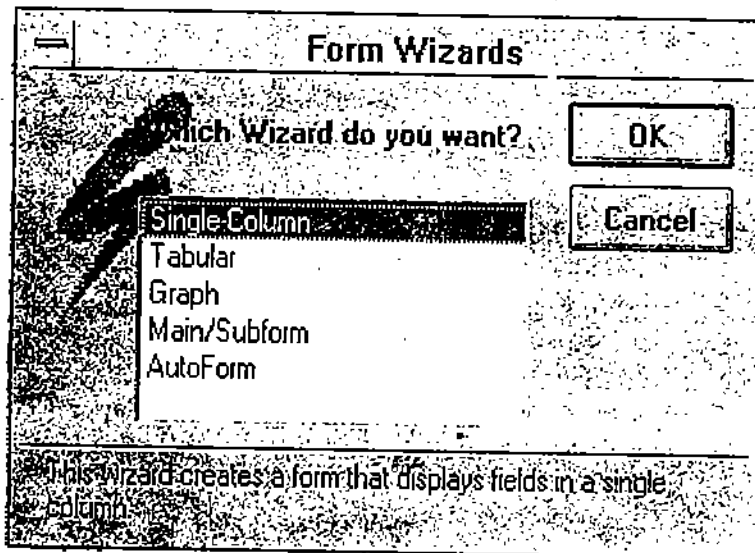 Form Wizards
Which Wizard do you want?
OK
Cancel
Single-Column
Tabular
Graph
Main/Subform
AutoForm
This Wizard creates a form that displays fields in a single
column.